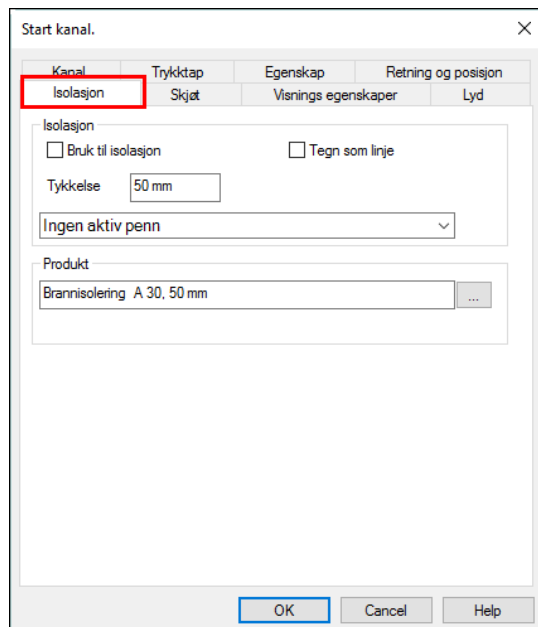 Start kanal.
Kanal Trykktap Egenskap Retning og posisjon
Isolasjon Skjøt Visnings egenskaper Lyd
Isolasjon
Bruk til isolasjon Tegn som linje
Tykkelse 50 mm
Ingen aktiv penn
Produkt
Brannisolering A 30, 50 mm ...
OK Cancel Help